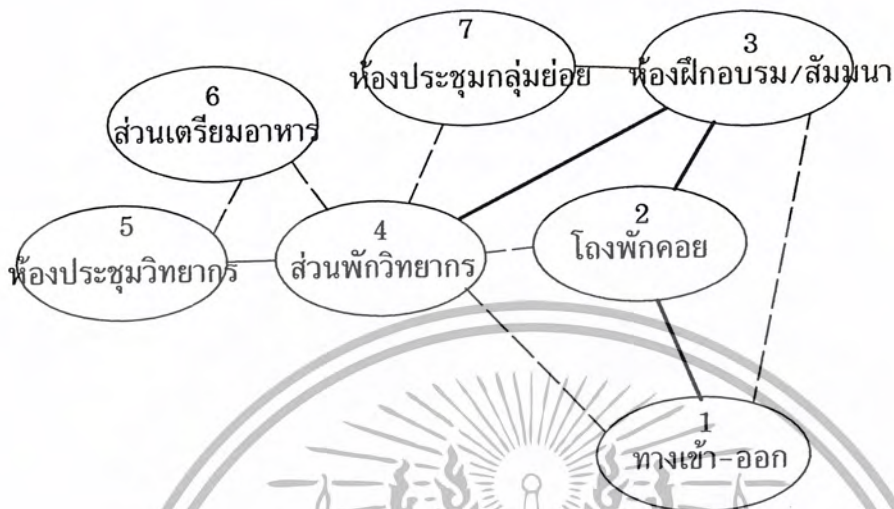 7
ห้องประชุมกลุ่มย่อย
3
ห้องฝึกอบรม/สัมมนา
6
ส่วนเตรียมอาหาร
5
ห้องประชุมวิทยากร
4
ส่วนพักวิทยากร
2
โถงพักคอย
1
ทางเข้า-ออก